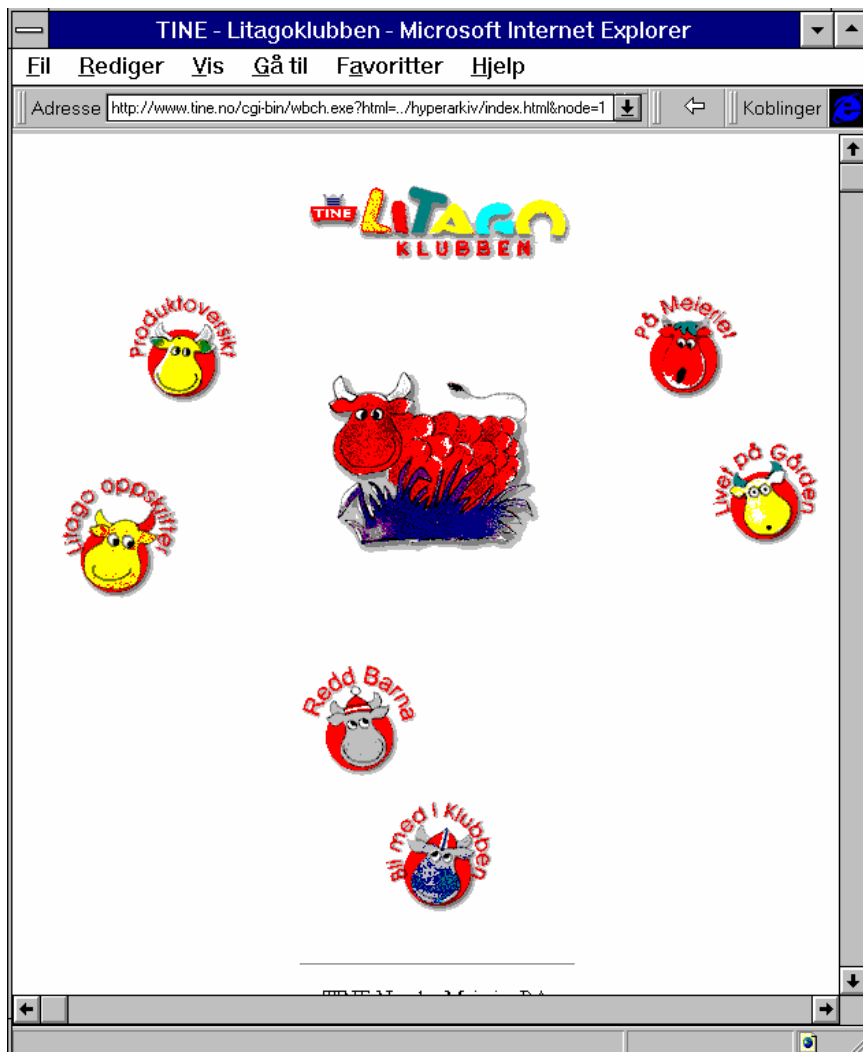 TINE - Litagoklubben - Microsoft Internet Explorer
Fil Rediger Vis Gå til Favoritter Hjelp
Adresse http://www.tine.no/cgi-bin/wbch.exe?html=../hyperarkiv/index.html&node=1 Koblinger
TINE LiTAGO
KLUBBEN
Produktoversikt
På Meieriet
Litago oppskrifter
Livet på Gården
Redd Barna
Bli med i Klubben